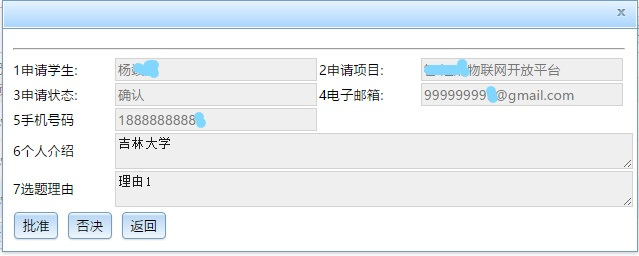 x
1申请学生: 杨 2申请项目: 物联网开放平台
3申请状态: 确认 4电子邮箱: 99999999 @gmail.com
5手机号码 1888888888
6个人介绍 吉林大学
7选题理由 理由1
批准 否决 返回